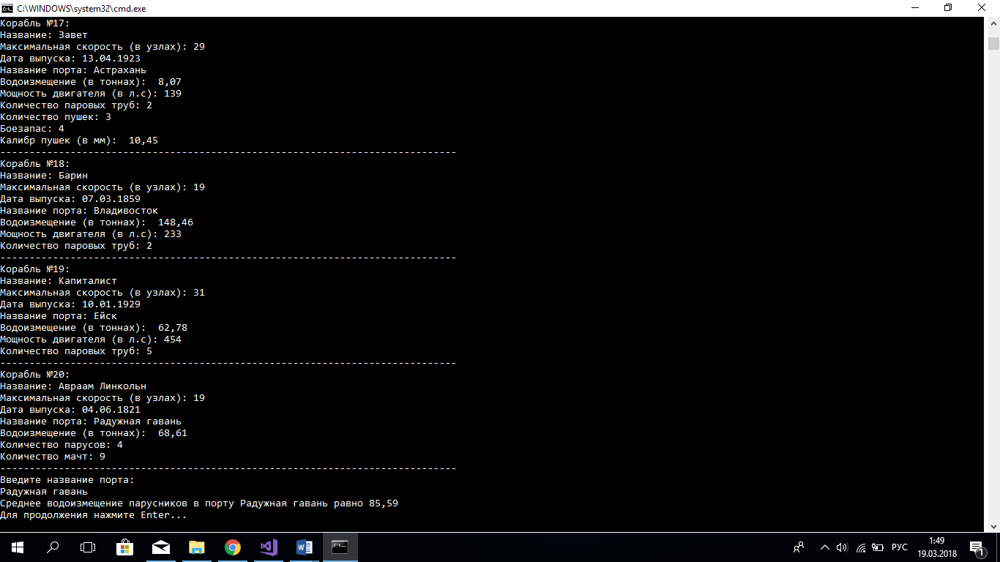 C:\WINDOWS\system32\cmd.exe
Корабль №17:
Название: Завет
Максимальная скорость (в узлах): 29
Дата выпуска: 13.04.1923
Название порта: Астрахань
Водоизмещение (в тоннах):  8,07
Мощность двигателя (в л.с): 139
Количество паровых труб: 2
Количество пушек: 3
Боезапас: 4
Калибр пушек (в мм):  10,45
------------------------------------------------------------------------------
Корабль №18:
Название: Барин
Максимальная скорость (в узлах): 19
Дата выпуска: 07.03.1859
Название порта: Владивосток
Водоизмещение (в тоннах):  148,46
Мощность двигателя (в л.с): 233
Количество паровых труб: 2
------------------------------------------------------------------------------
Корабль №19:
Название: Капиталист
Максимальная скорость (в узлах): 31
Дата выпуска: 10.01.1929
Название порта: Ейск
Водоизмещение (в тоннах):  62,78
Мощность двигателя (в л.с): 454
Количество паровых труб: 5
------------------------------------------------------------------------------
Корабль №20:
Название: Авраам Линкольн
Максимальная скорость (в узлах): 19
Дата выпуска: 04.06.1821
Название порта: Радужная гавань
Водоизмещение (в тоннах):  68,61
Количество парусов: 4
Количество мачт: 9
------------------------------------------------------------------------------
Введите название порта:
Радужная гавань
Среднее водоизмещение парусников в порту Радужная гавань равно 85,59
Для продолжения нажмите Enter...
РУС
1:49
19.03.2018
1